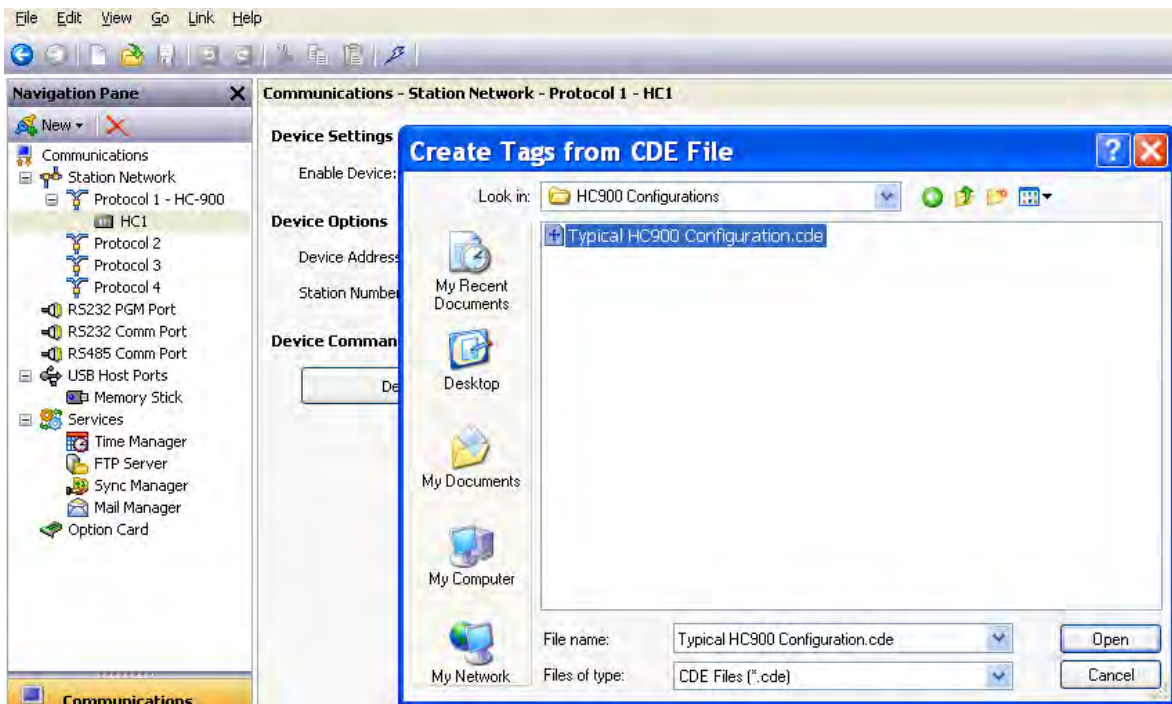 File Edit View Go Link Help
Navigation Pane
New
Communications
Station Network
Protocol 1 - HC-900
HC1
Protocol 2
Protocol 3
Protocol 4
RS232 PGM Port
RS232 Comm Port
RS485 Comm Port
USB Host Ports
Memory Stick
Services
Time Manager
FTP Server
Sync Manager
Mail Manager
Option Card
Communications
Communications - Station Network - Protocol 1 - HC1
Device Settings
Enable Device:
Device Options
Device Address
Station Number
Device Comman
De
Create Tags from CDE File
Look in: HC900 Configurations
Typical HC900 Configuration.cde
My Recent
Documents
Desktop
My Documents
My Computer
My Network
File name: Typical HC900 Configuration.cde Open
Files of type: CDE Files (*.cde) Cancel